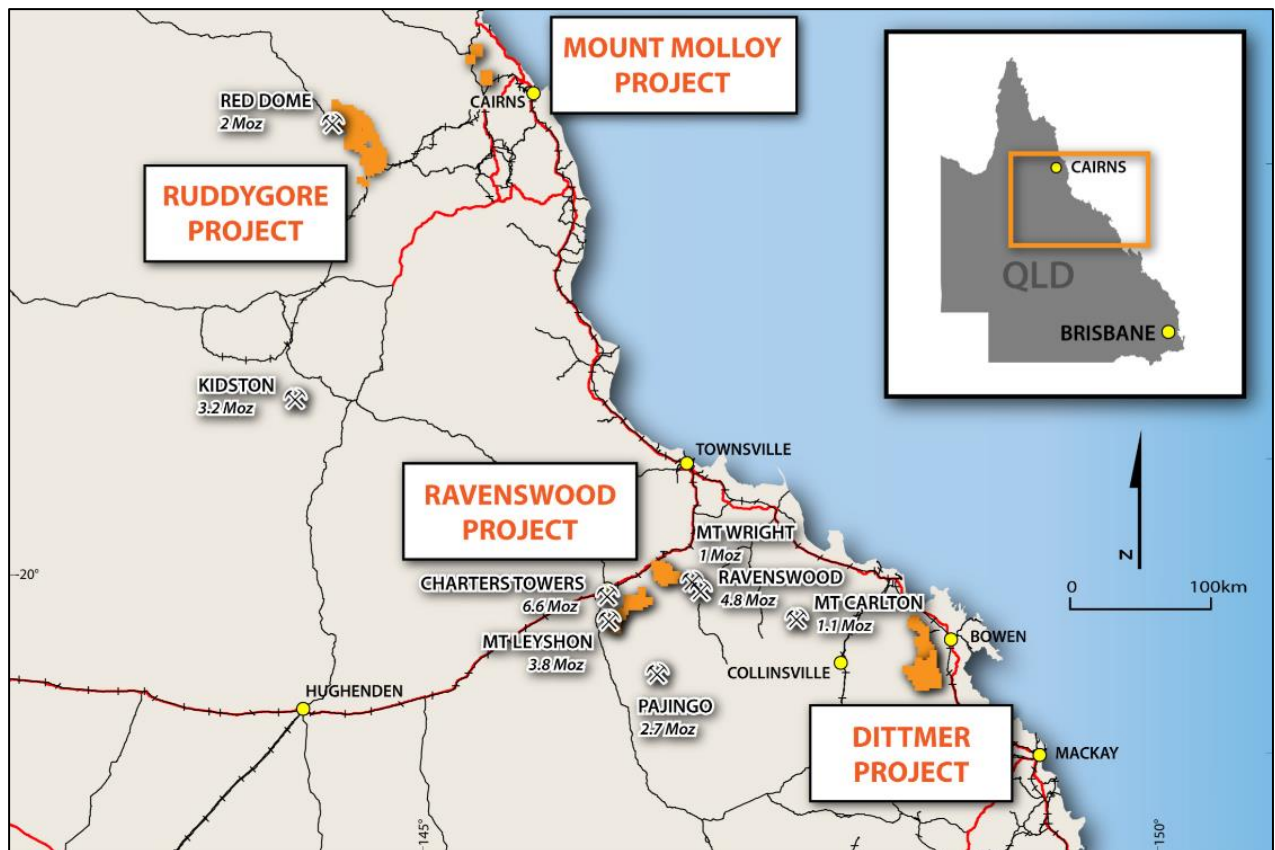 MOUNT MOLLOY
PROJECT
CAIRNS
RED DOME
2 Moz
RUDDYGORE
PROJECT
CAIRNS
QLD
BRISBANE
KIDSTON
3.2 Moz
TOWNSVILLE
RAVENSWOOD
PROJECT
MT WRIGHT
1 Moz
CHARTERS TOWERS
6.6 Moz
RAVENSWOOD
4.8 Moz
MT CARLTON
1.1 Moz
MT LEYSHON
3.8 Moz
COLLINSVILLE
BOWEN
PAJINGO
2.7 Moz
HUGHENDEN
DITTMER
PROJECT
MACKAY
N
0 100km
20°
145°
150°